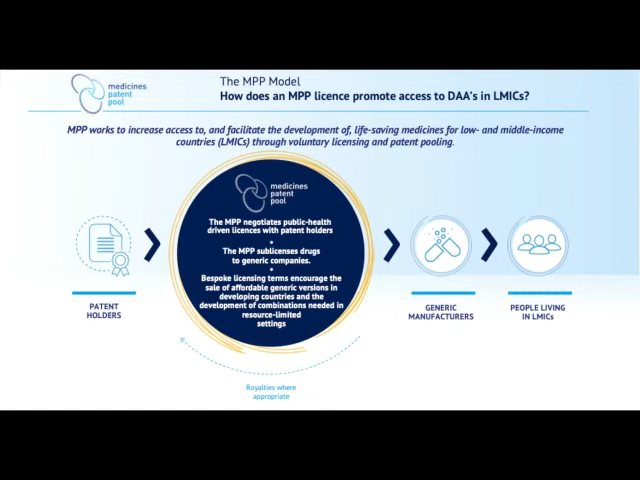 medicines
patent
pool
The MPP Model
How does an MPP licence promote access to DAA's in LMICs?
MPP works to increase access to, and facilitate the development of, life-saving medicines for low- and middle-income
countries (LMICs) through voluntary licensing and patent pooling.
medicines
patent
pool
The MPP negotiates public-health
driven licences with patent holders
•
The MPP sublicenses drugs
to generic companies.
•
Bespoke licensing terms encourage the
sale of affordable generic versions in
developing countries and the
development of combinations needed in
resource-limited
settings
PATENT
HOLDERS
GENERIC
MANUFACTURERS
PEOPLE LIVING
IN LMICs
Royalties where
appropriate